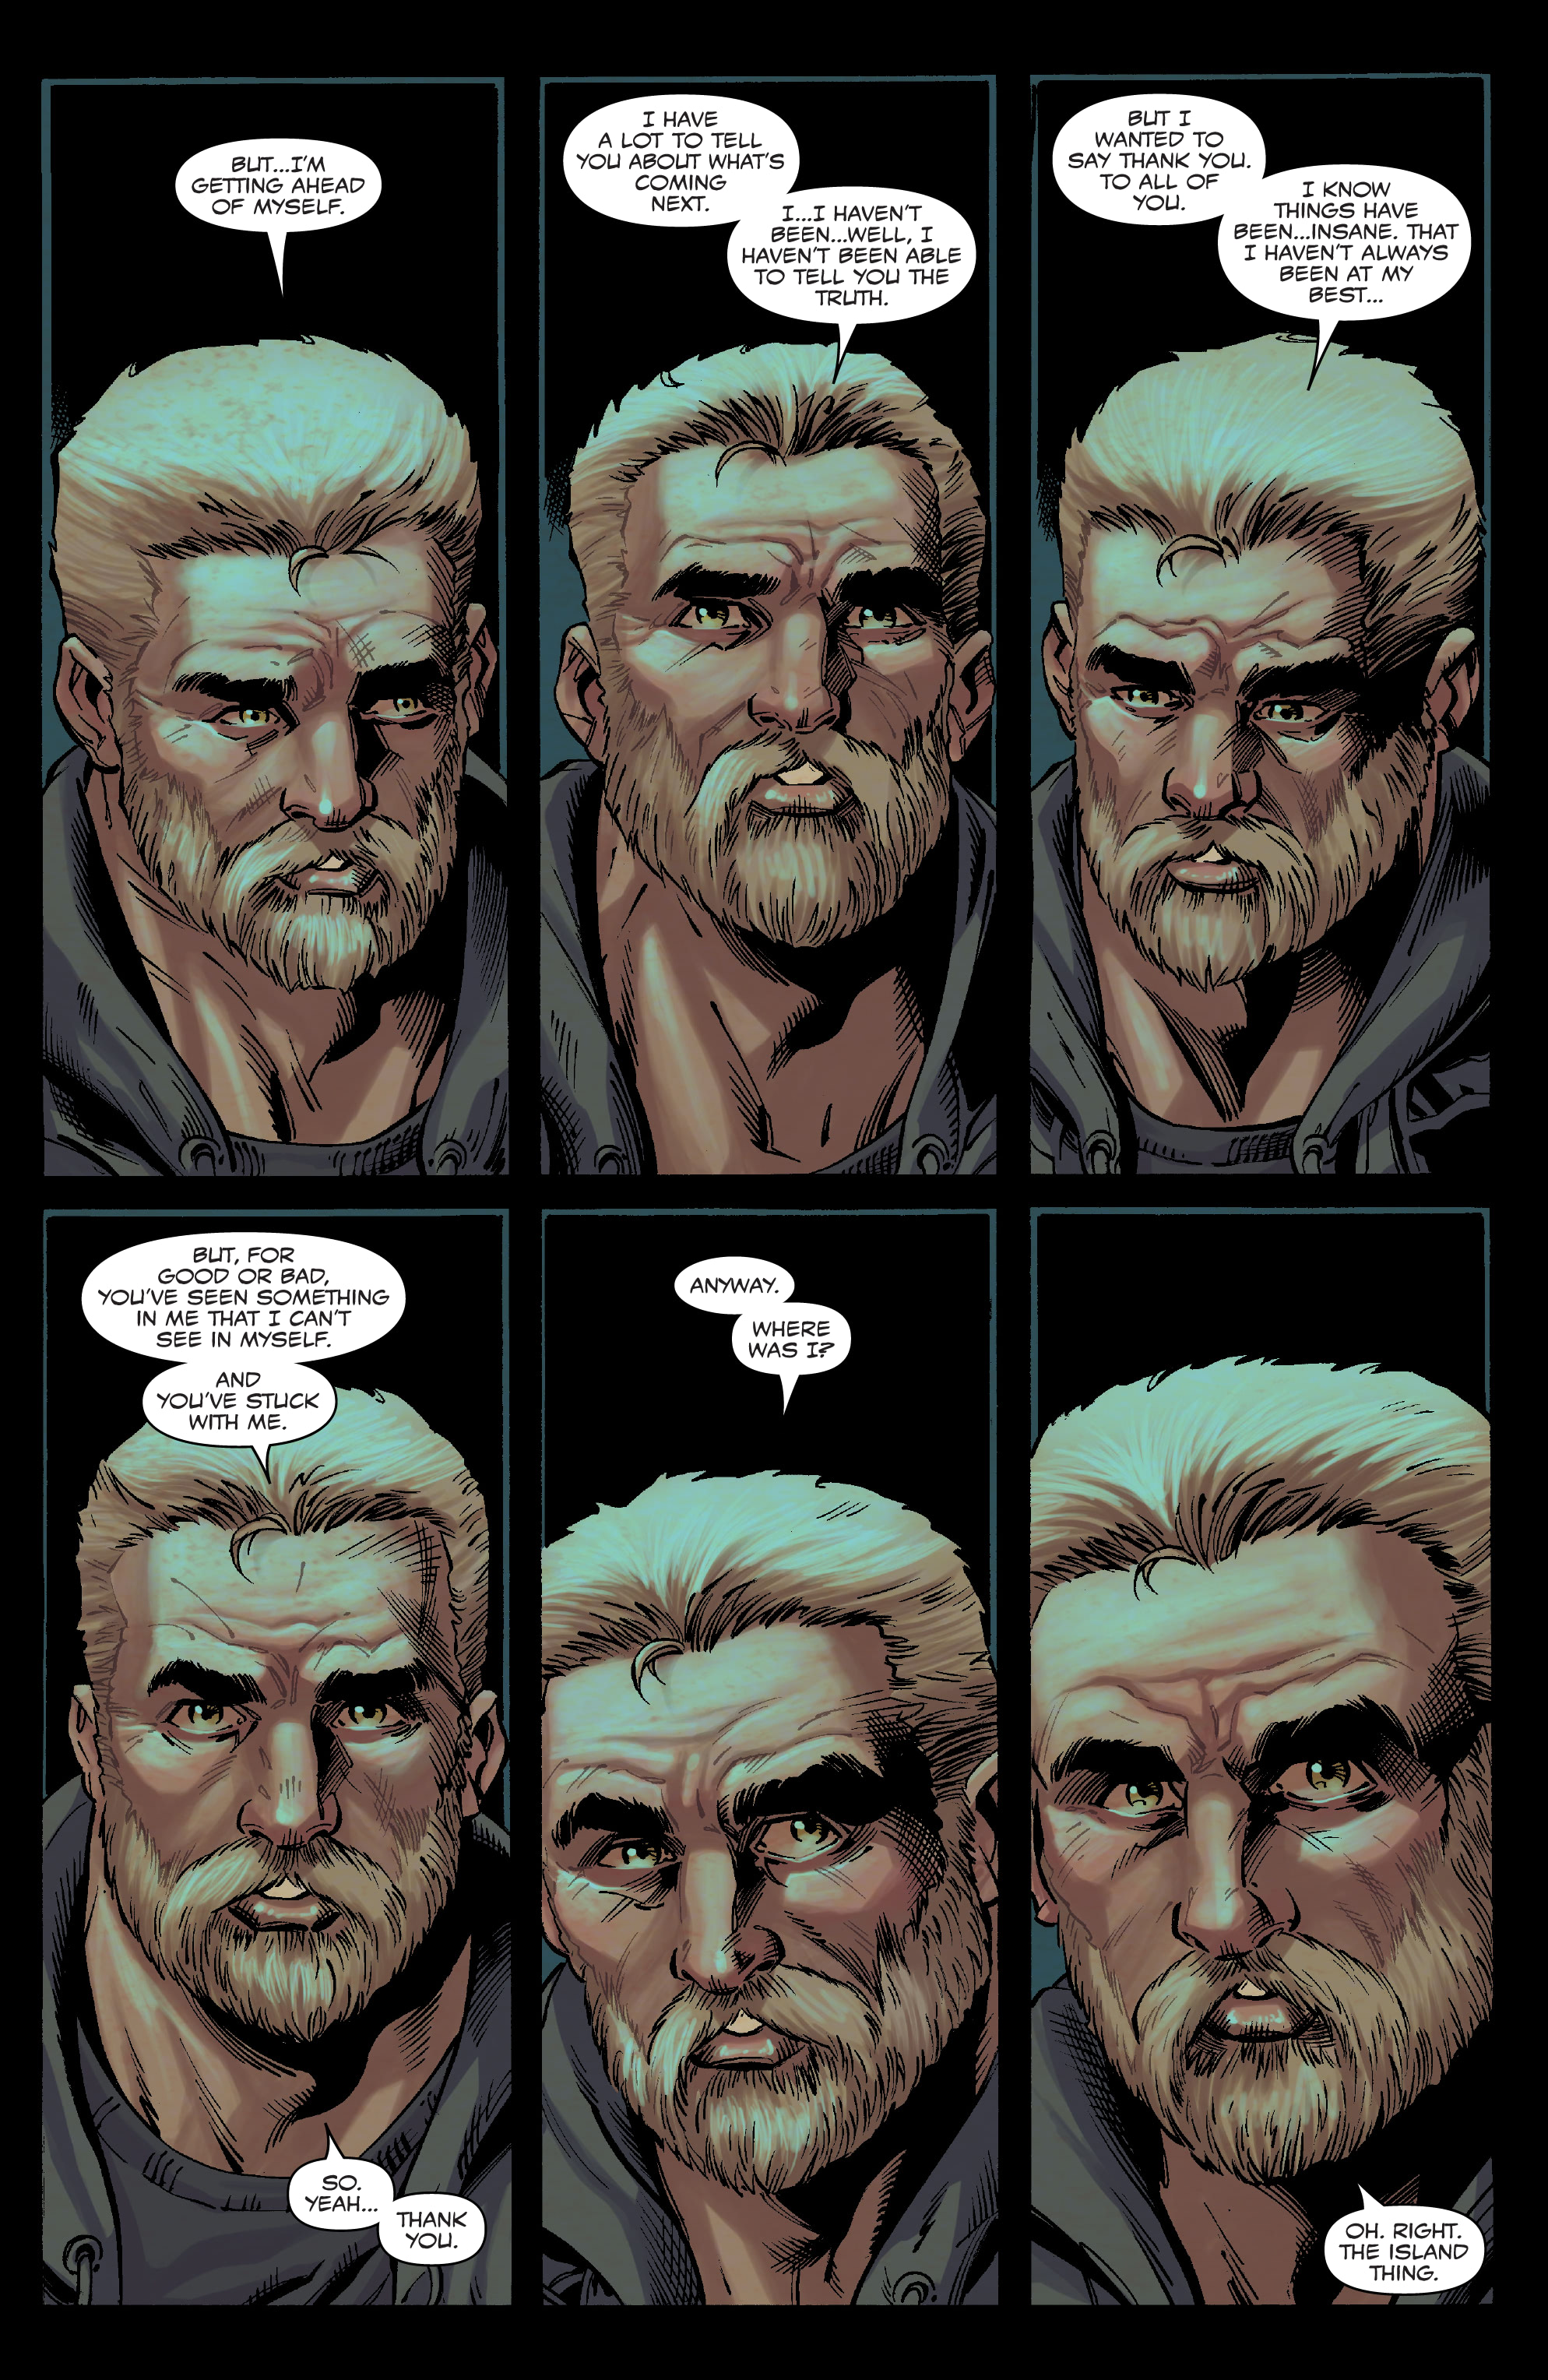 BUT...I'M
GETTING AHEAD
OF MYSELF.
I HAVE
A LOT TO TELL
YOU ABOUT WHAT'S
COMING
NEXT.
I...I HAVEN'T
BEEN...WELL, I
HAVEN'T BEEN ABLE
TO TELL YOU THE
TRUTH.
BUT I
WANTED TO
SAY THANK YOU.
TO ALL OF
YOU.
I KNOW
THINGS HAVE
BEEN...INSANE. THAT
I HAVEN'T ALWAYS
BEEN AT MY
BEST...
BUT, FOR
GOOD OR BAD,
YOU'VE SEEN SOMETHING
IN ME THAT I CAN'T
SEE IN MYSELF.
AND
YOU'VE STUCK
WITH ME.
SO.
YEAH...
THANK
YOU.
ANYWAY.
WHERE
WAS I?
OH. RIGHT.
THE ISLAND
THING.